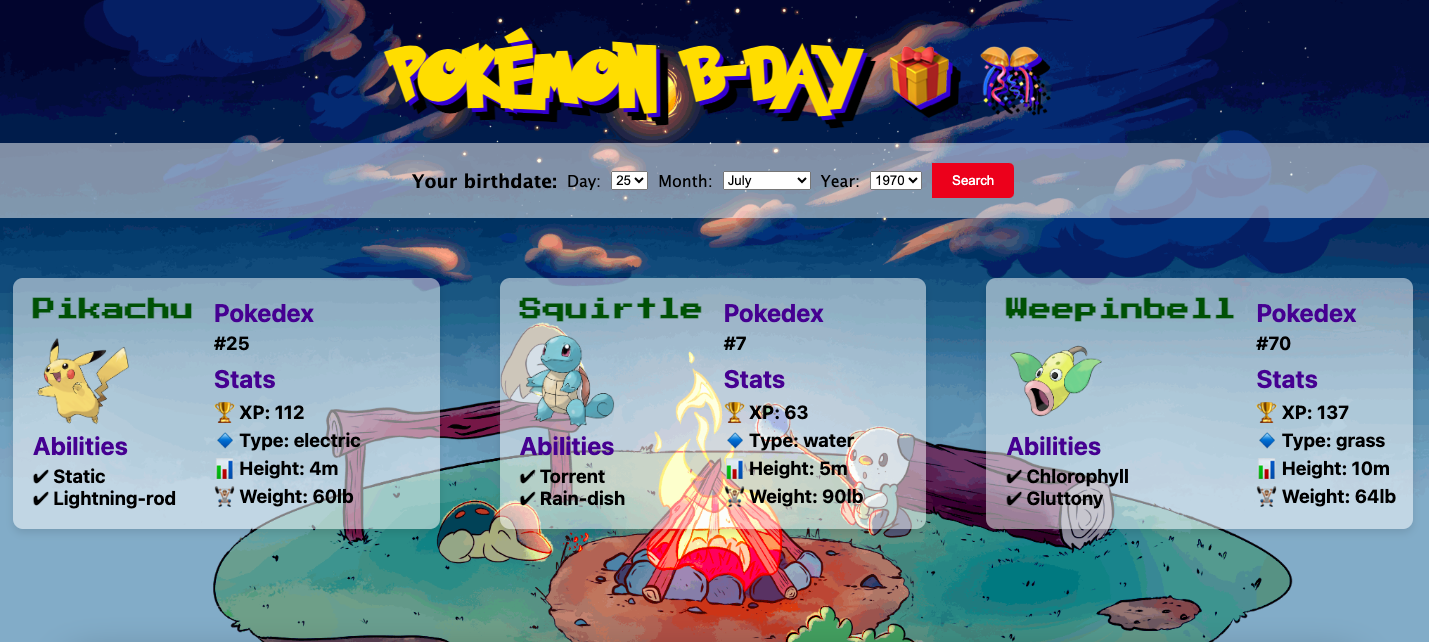 POKÉMON B-DAY
Your birthdate: Day: 25 Month: July Year: 1970 Search
Pikachu
Abilities
✔ Static
✔ Lightning-rod
Pokedex
#25
Stats
XP: 112
Type: electric
Height: 4m
Weight: 60lb
Squirtle
Abilities
✔ Torrent
✔ Rain-dish
Pokedex
#7
Stats
XP: 63
Type: water
Height: 5m
Weight: 90lb
Weepinbell
Abilities
✔ Chlorophyll
✔ Gluttony
Pokedex
#70
Stats
XP: 137
Type: grass
Height: 10m
Weight: 64lb